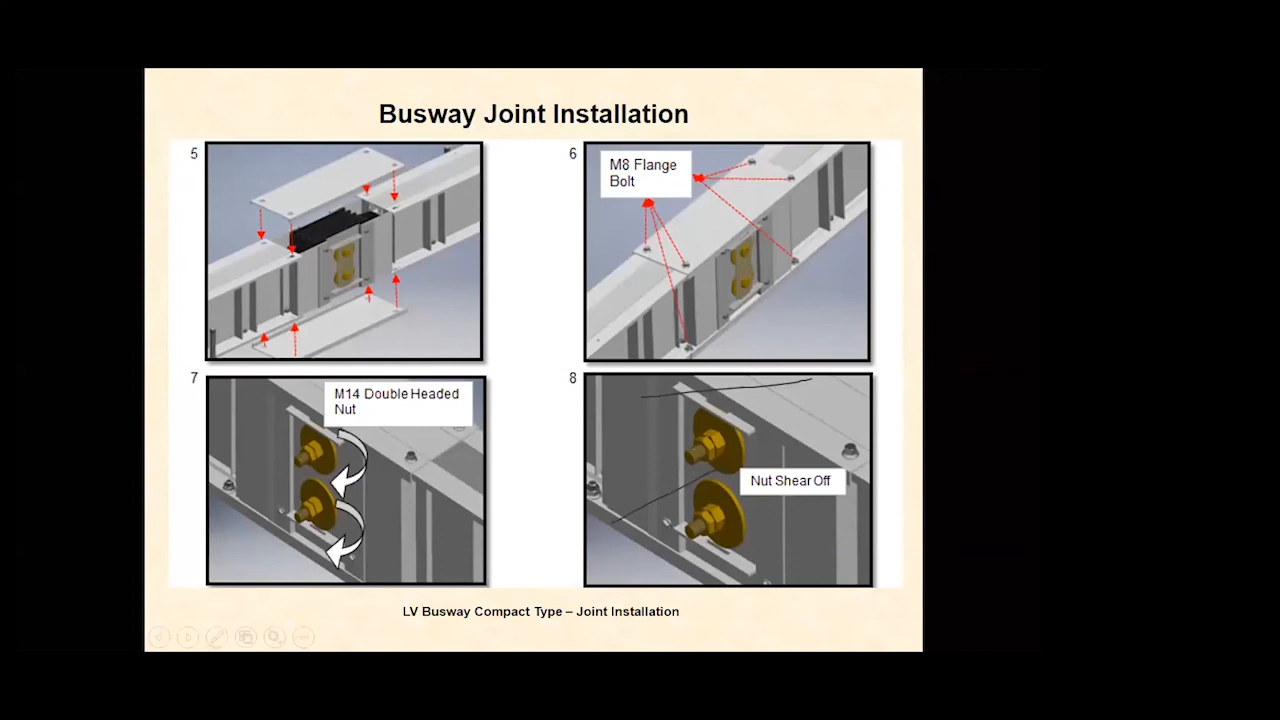 Busway Joint Installation
5
6
M8 Flange
Bolt
7
M14 Double Headed
Nut
8
Nut Shear Off
LV Busway Compact Type – Joint Installation